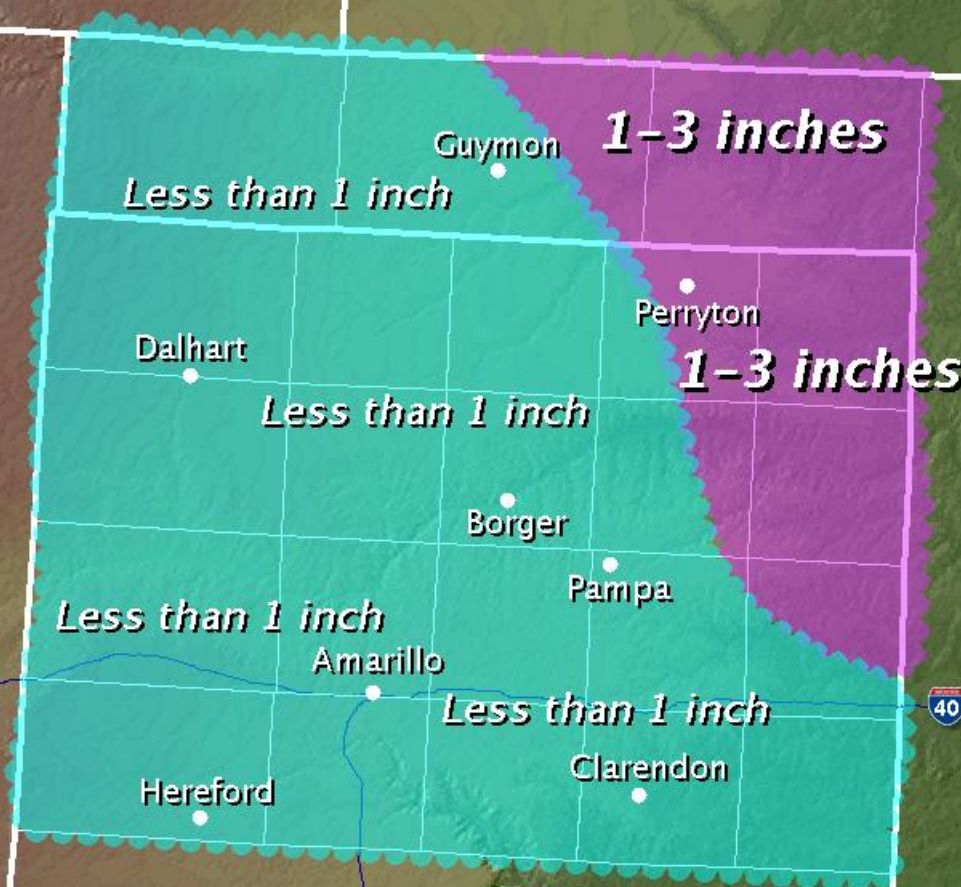 1-3 inches
Guymon
Less than 1 inch
Perryton
Dalhart
1-3 inches
Less than 1 inch
Borger
Pampa
Less than 1 inch
Amarillo
Less than 1 inch
40
Clarendon
Hereford